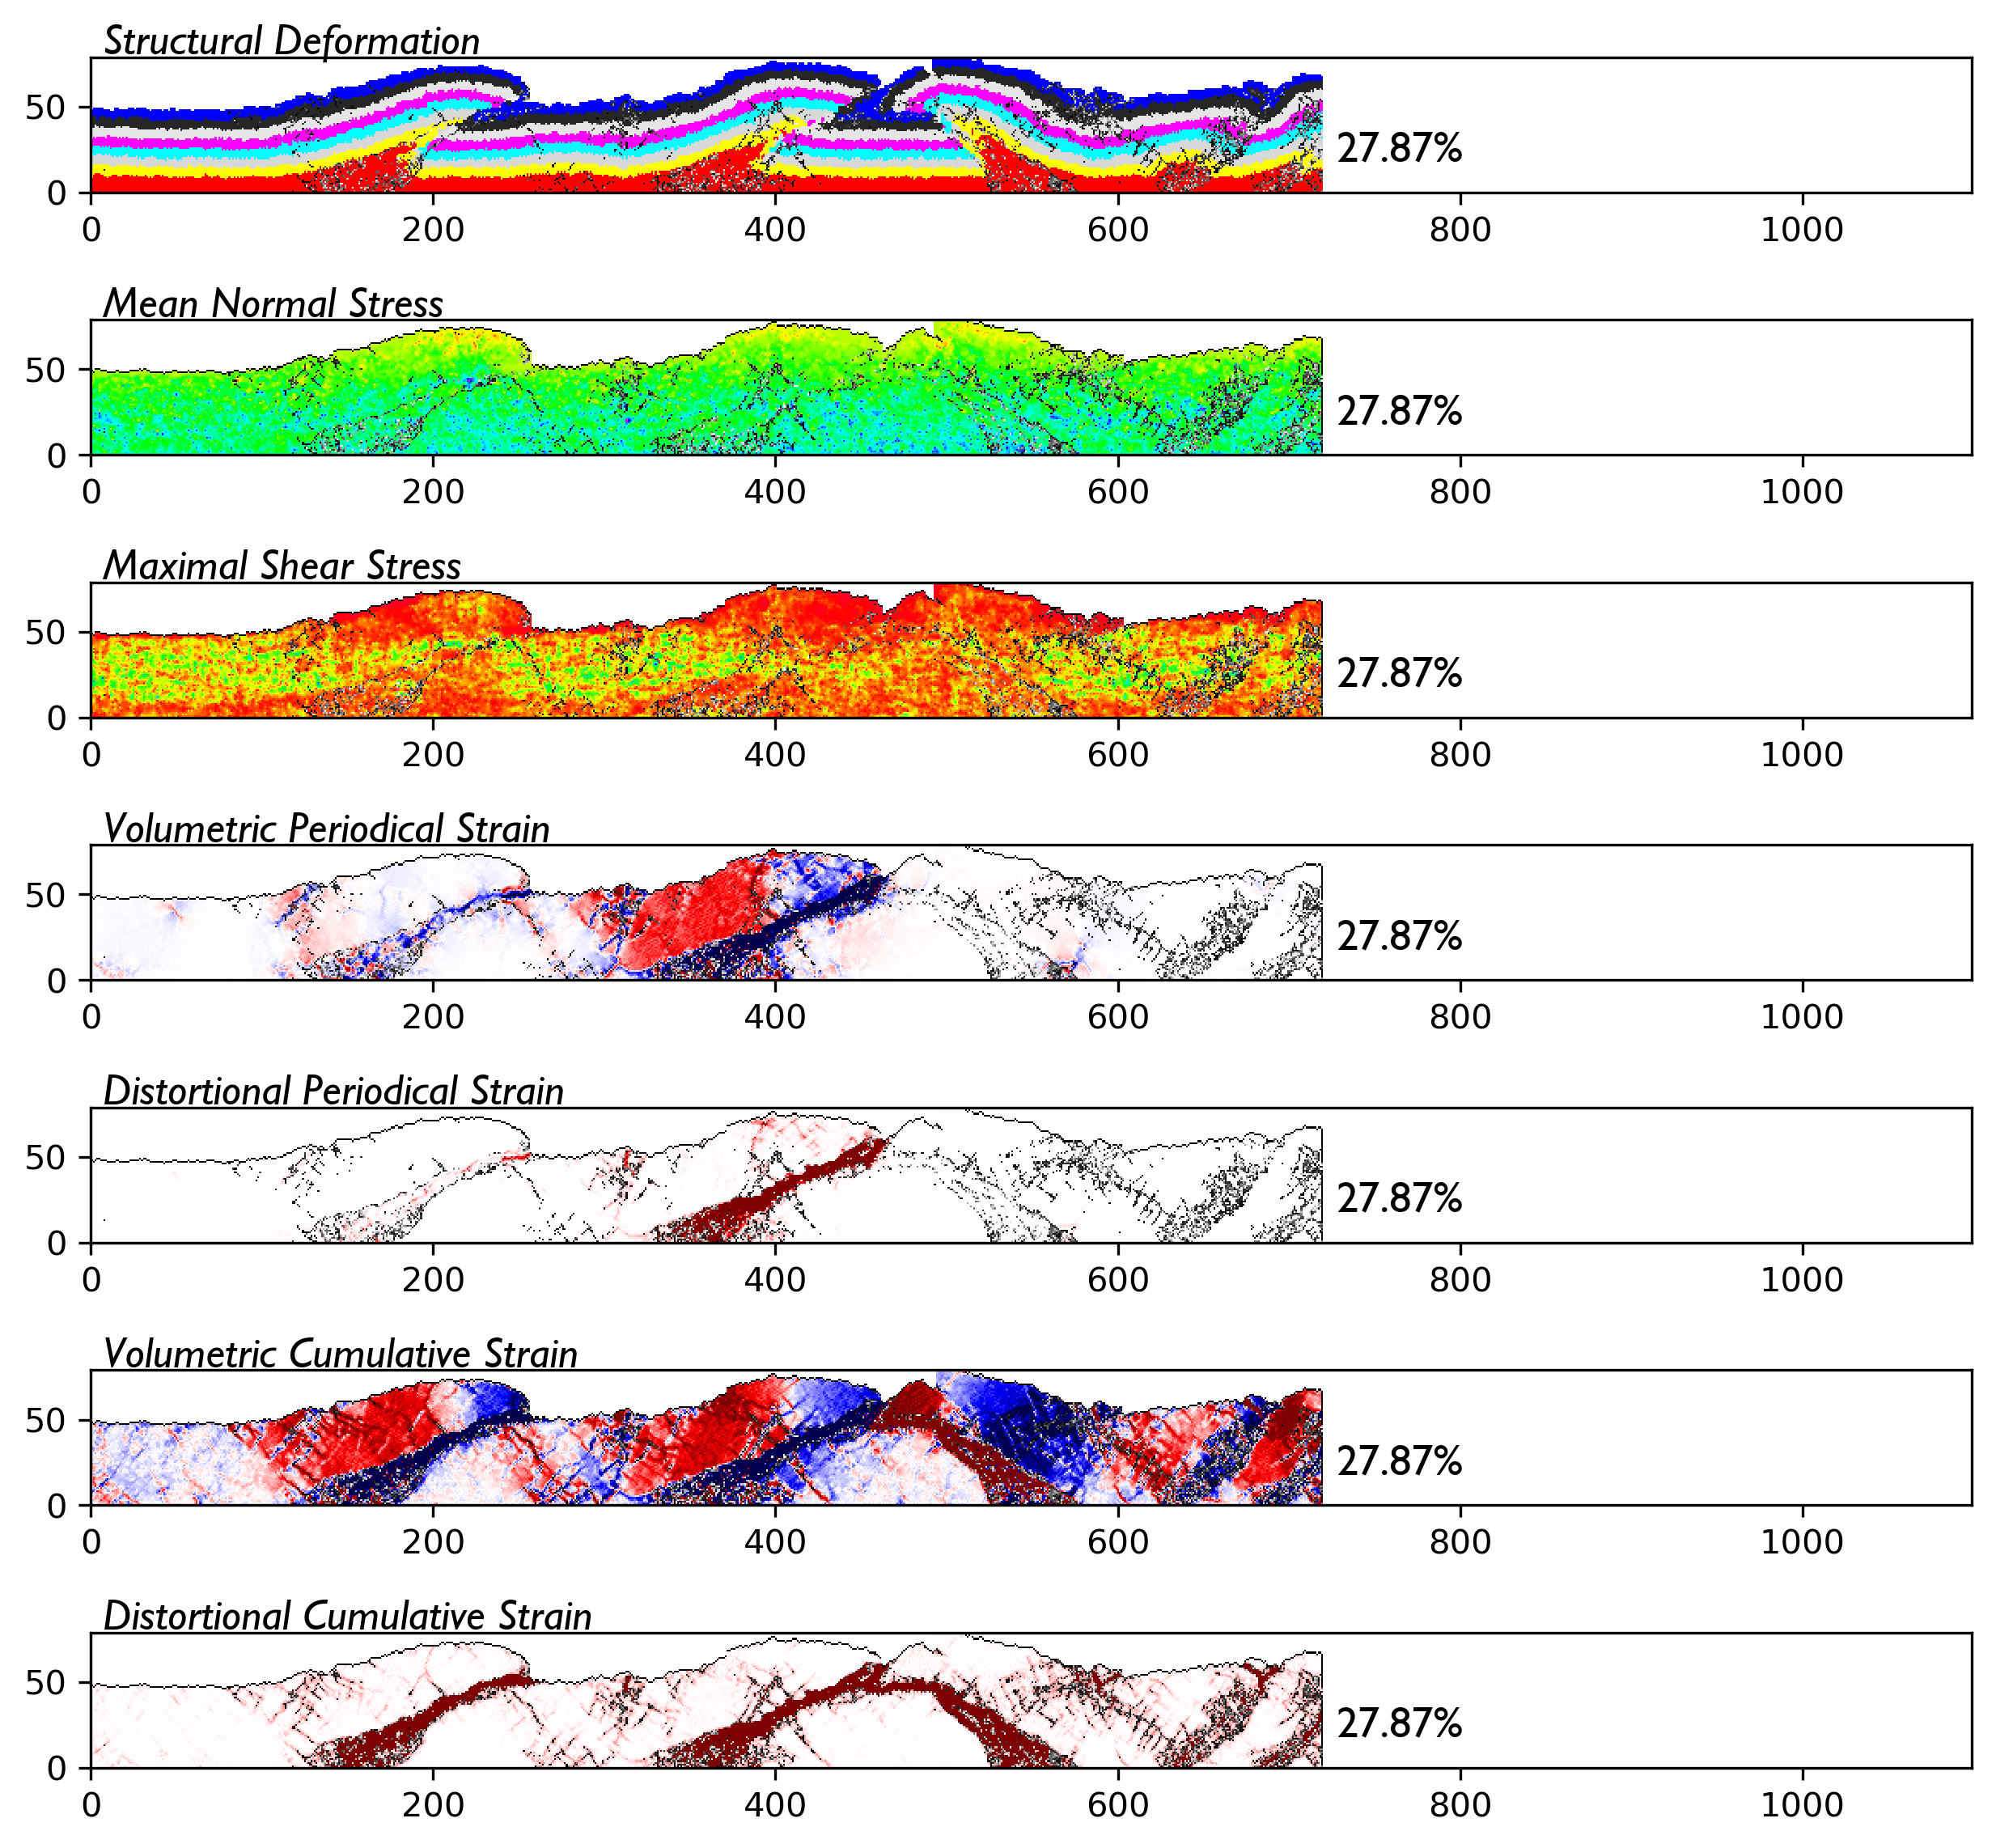 Structural Deformation
50
0
27.87%
0 200 400 600 800 1000
Mean Normal Stress
50
0
27.87%
0 200 400 600 800 1000
Maximal Shear Stress
50
0
27.87%
0 200 400 600 800 1000
Volumetric Periodical Strain
50
0
27.87%
0 200 400 600 800 1000
Distortional Periodical Strain
50
0
27.87%
0 200 400 600 800 1000
Volumetric Cumulative Strain
50
0
27.87%
0 200 400 600 800 1000
Distortional Cumulative Strain
50
0
27.87%
0 200 400 600 800 1000